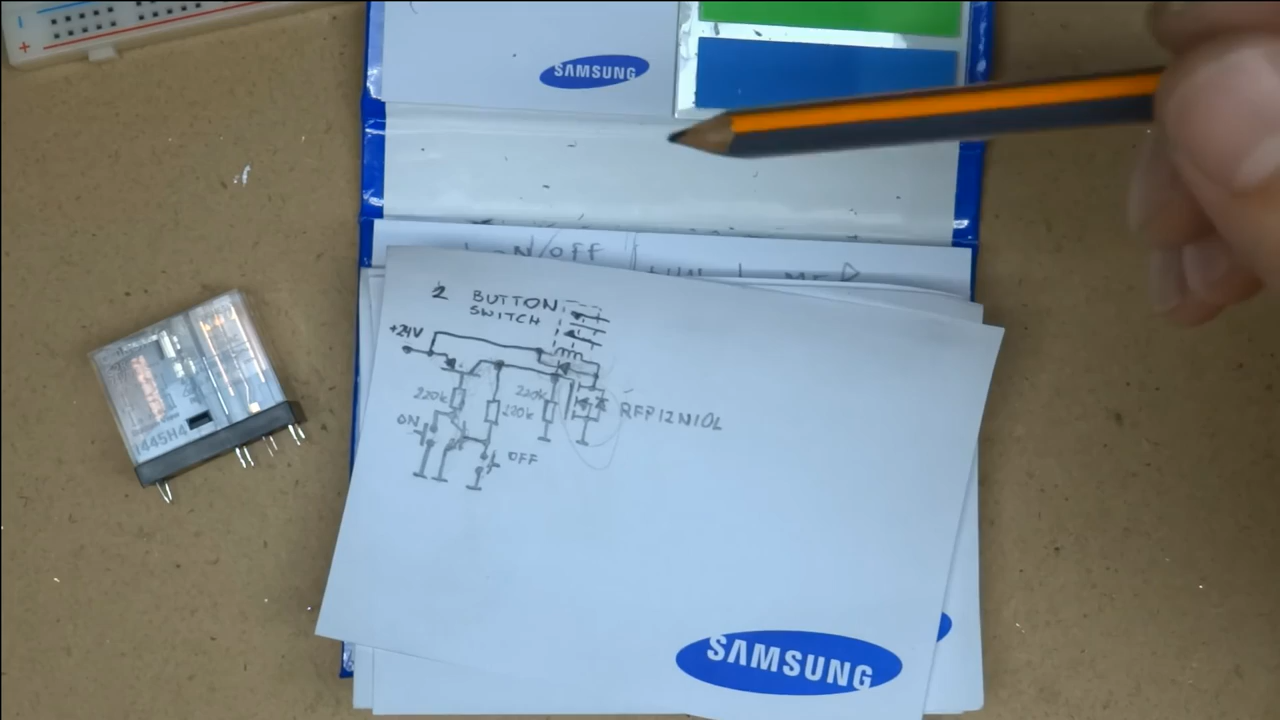 SAMSUNG
ON/OFF
2 BUTTON
SWITCH
+24V
220k
220k
220k
RFP12N10L
ON
OFF
1445H4
SAMSUNG